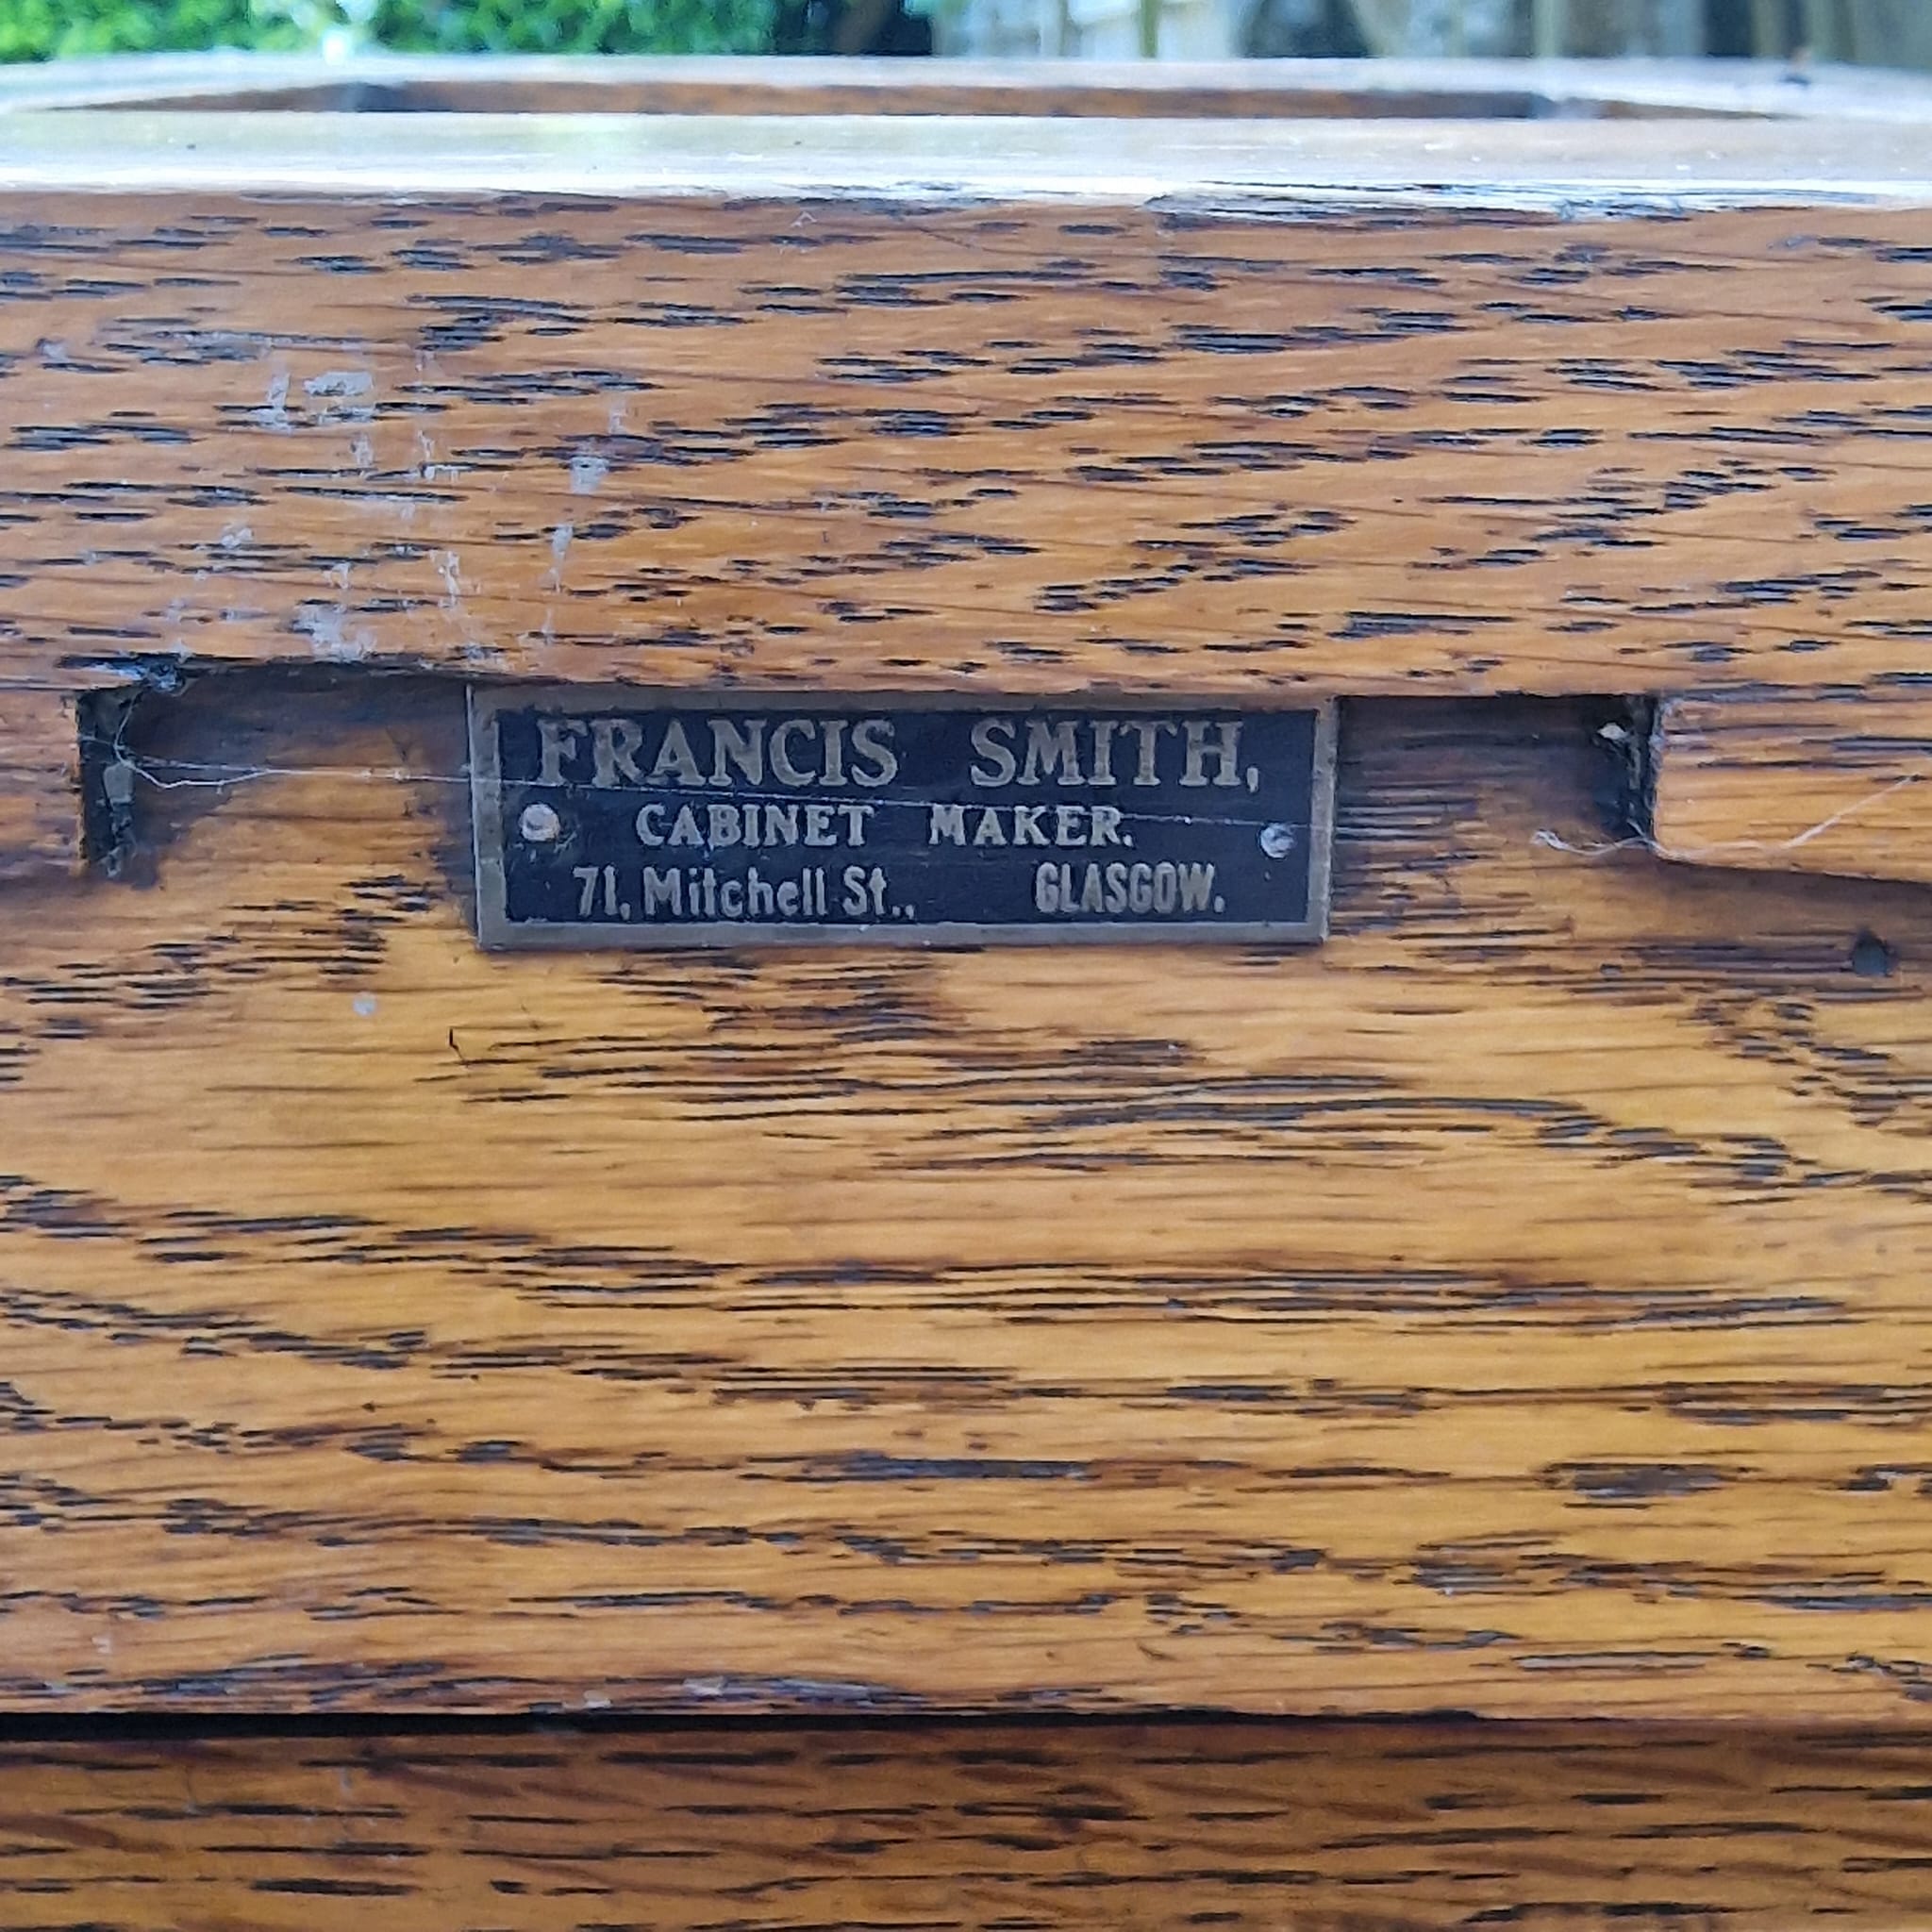 FRANCIS SMITH,
CABINET MAKER.
71, Mitchell St., GLASGOW.